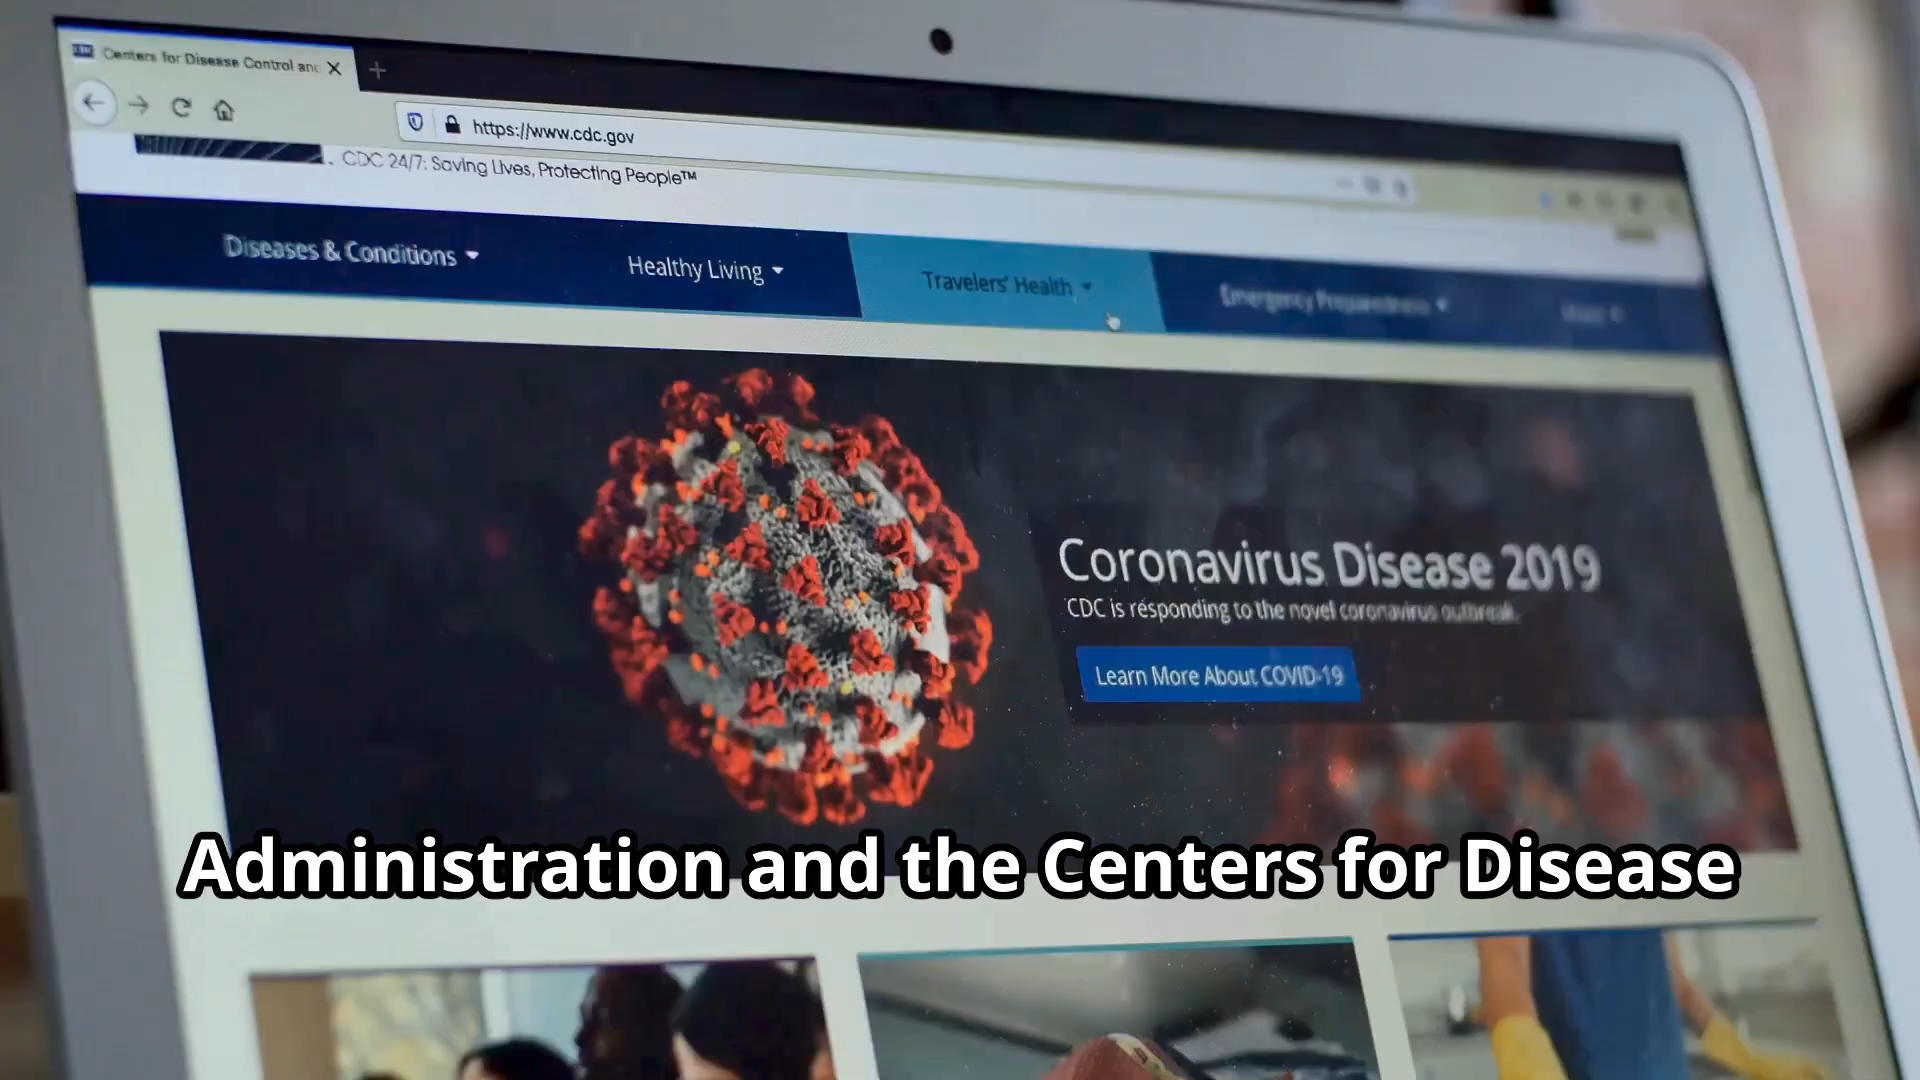 Centers for Disease Control and
https://www.cdc.gov
CDC 24/7: Saving Lives, Protecting People™
Diseases & Conditions
Healthy Living
Travelers' Health
Emergency Preparedness
Coronavirus Disease 2019
CDC is responding to the novel coronavirus outbreak.
Learn More About COVID-19
Administration and the Centers for Disease